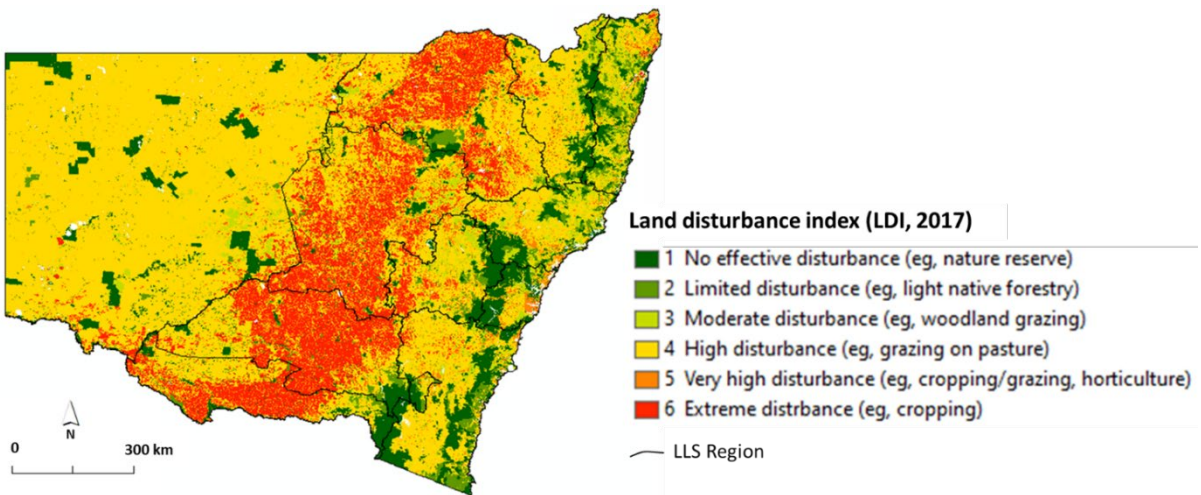 Land disturbance index (LDI, 2017)
1 No effective disturbance (eg, nature reserve)
2 Limited disturbance (eg, light native forestry)
3 Moderate disturbance (eg, woodland grazing)
4 High disturbance (eg, grazing on pasture)
5 Very high disturbance (eg, cropping/grazing, horticulture)
6 Extreme distrbance (eg, cropping)
LLS Region
N
0 300 km